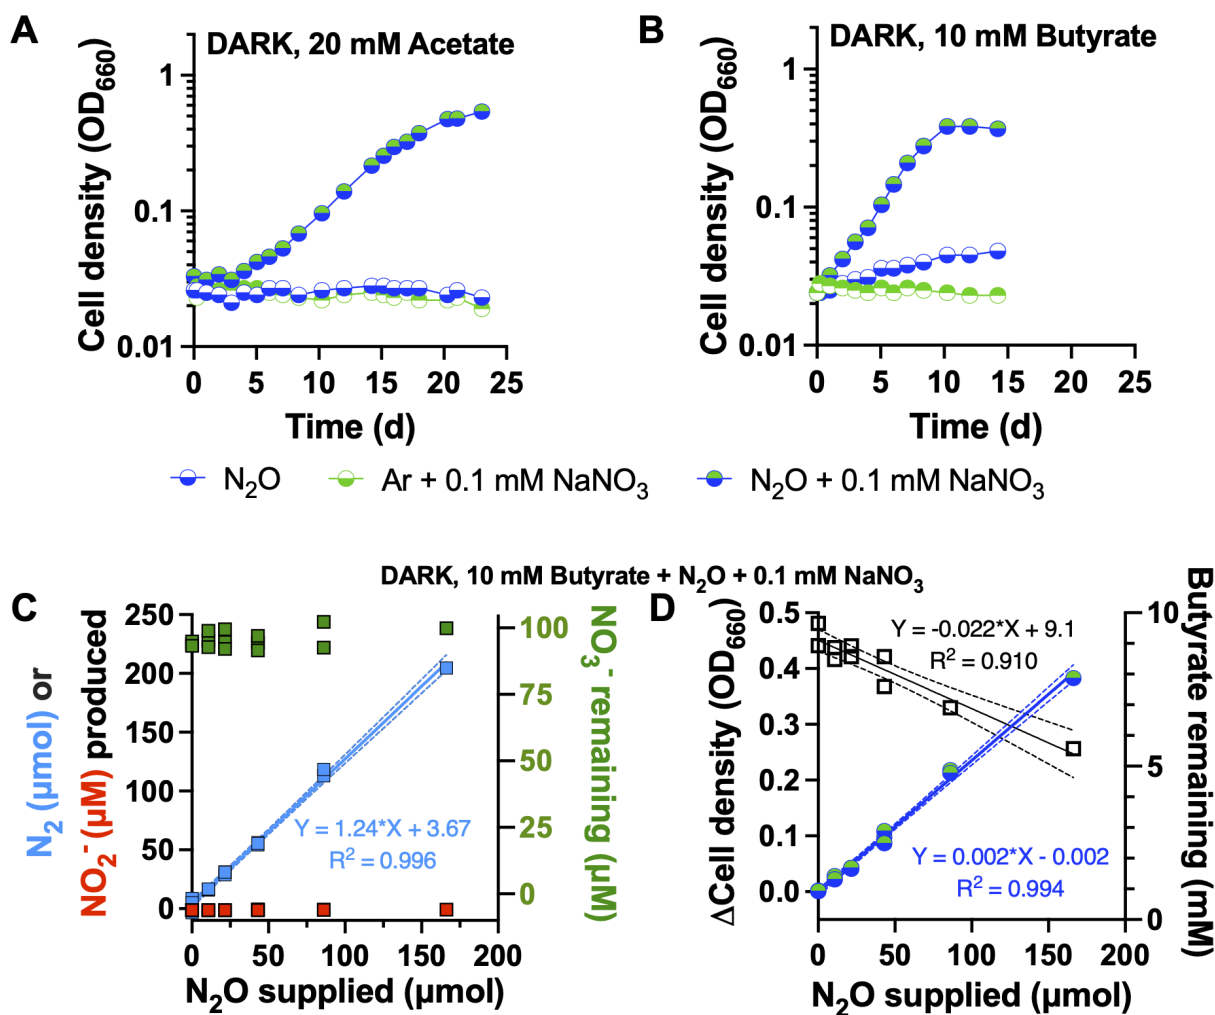 A
DARK, 20 mM Acetate
Cell density (OD660)
1
0.1
0.01
0 5 10 15 20 25
Time (d)
B
DARK, 10 mM Butyrate
Cell density (OD660)
1
0.1
0.01
0 5 10 15 20 25
Time (d)
N2O
Ar + 0.1 mM NaNO3
N2O + 0.1 mM NaNO3
DARK, 10 mM Butyrate + N2O + 0.1 mM NaNO3
C
N2 (µmol) or
NO2- (µM) produced
250
200
150
100
50
0
NO3- remaining (µM)
100
75
50
25
0
Y = 1.24*X + 3.67
R2 = 0.996
0 50 100 150 200
N2O supplied (µmol)
D
ΔCell density (OD660)
0.5
0.4
0.3
0.2
0.1
0.0
Butyrate remaining (mM)
10
5
0
Y = -0.022*X + 9.1
R2 = 0.910
Y = 0.002*X - 0.002
R2 = 0.994
0 50 100 150 200
N2O supplied (µmol)